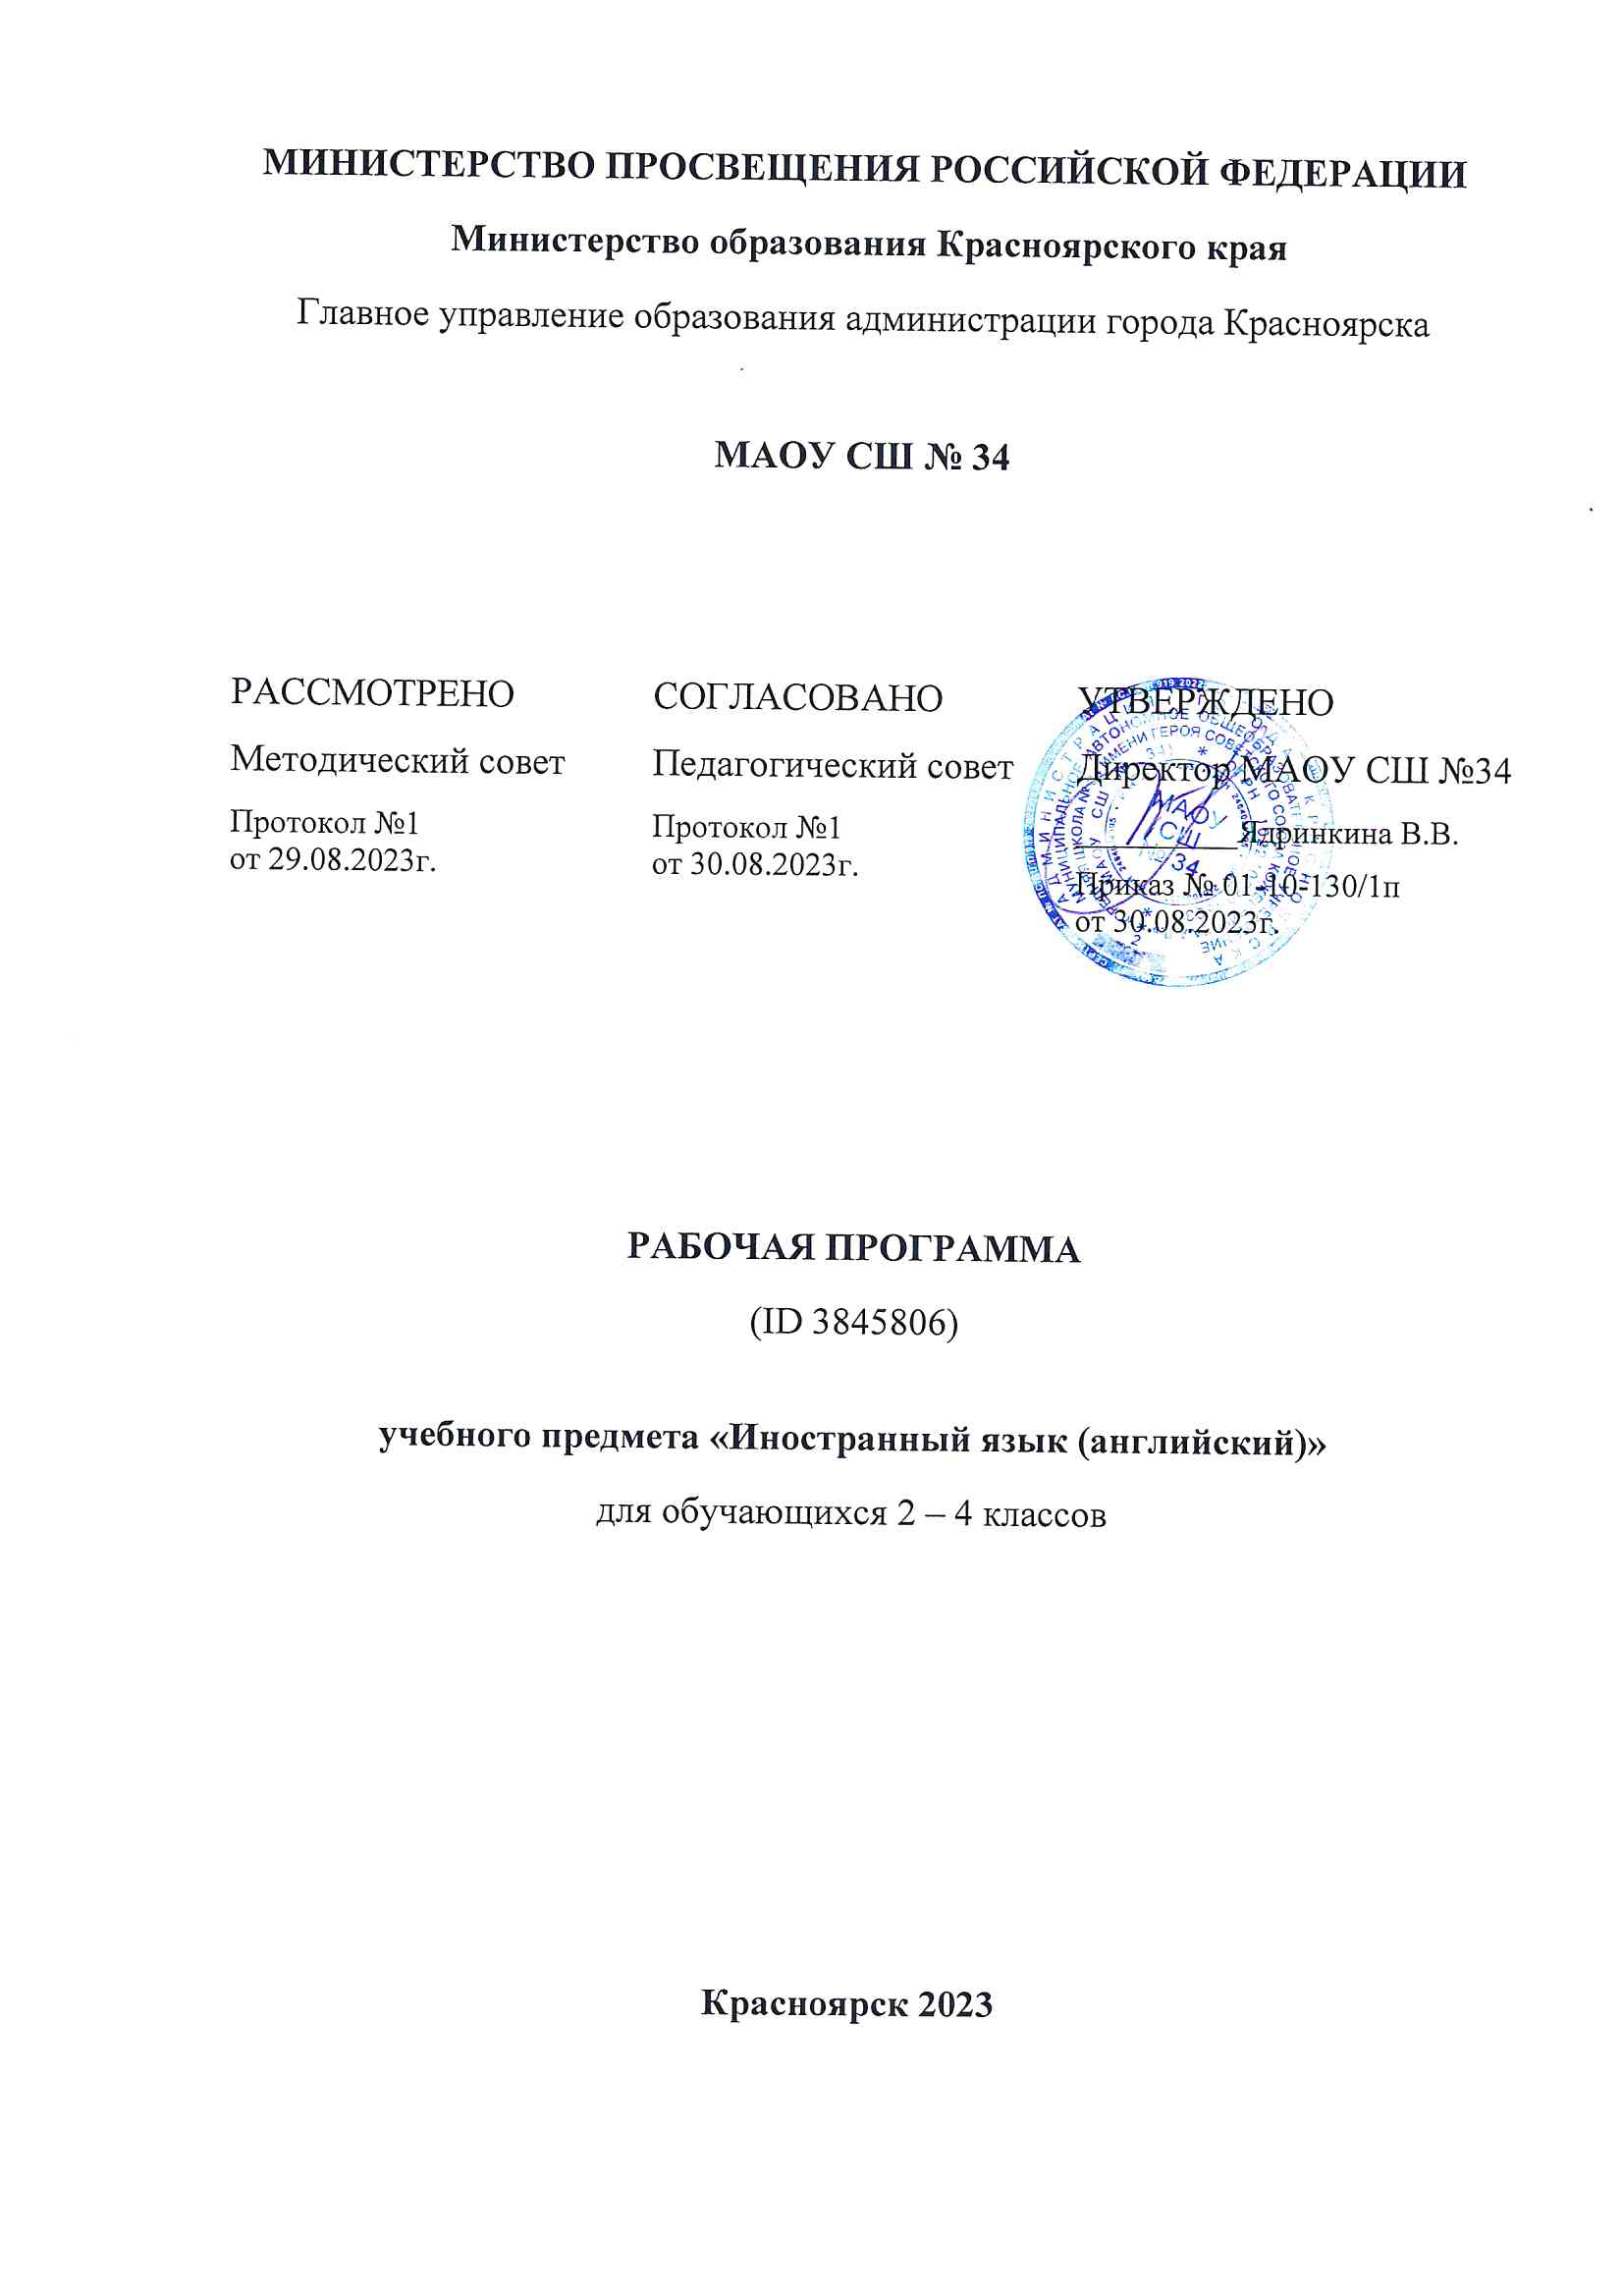 МИНИСТЕРСТВО ПРОСВЕЩЕНИЯ РОССИЙСКОЙ ФЕДЕРАЦИИ
Министерство образования Красноярского края
Главное управление образования администрации города Красноярска
МАОУ СШ № 34
РАССМОТРЕНО
Методический совет
Протокол №1
от 29.08.2023г.
СОГЛАСОВАНО
Педагогический совет
Протокол №1
от 30.08.2023г.
УТВЕРЖДЕНО
Директор МАОУ СШ №34
Ядринкина В.В.
Приказ № 01-10-130/1п
от 30.08.2023г.
МАОУ
СШ
34
РАБОЧАЯ ПРОГРАММА
(ID 3845806)
учебного предмета «Иностранный язык (английский)»
для обучающихся 2 – 4 классов
Красноярск 2023